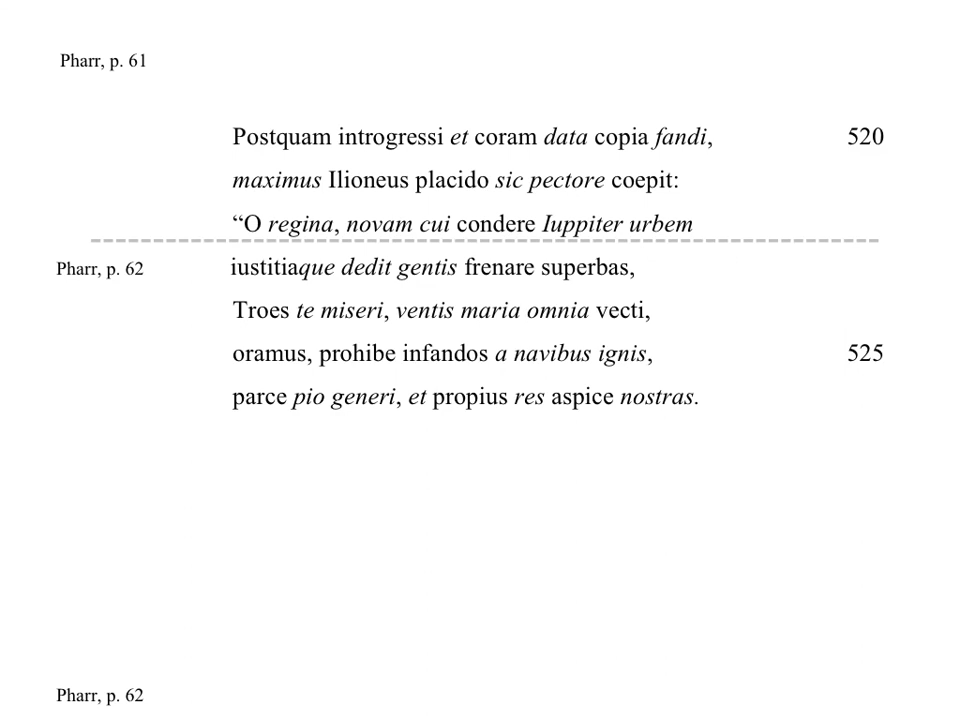 Pharr, p. 61
Postquam introgressi et coram data copia fandi, 520
maximus Ilioneus placido sic pectore coepit:
“O regina, novam cui condere Iuppiter urbem
Pharr, p. 62 iustitiaque dedit gentis frenare superbas,
Troes te miseri, ventis maria omnia vecti,
oramus, prohibe infandos a navibus ignis, 525
parce pio generi, et propius res aspice nostras.
Pharr, p. 62